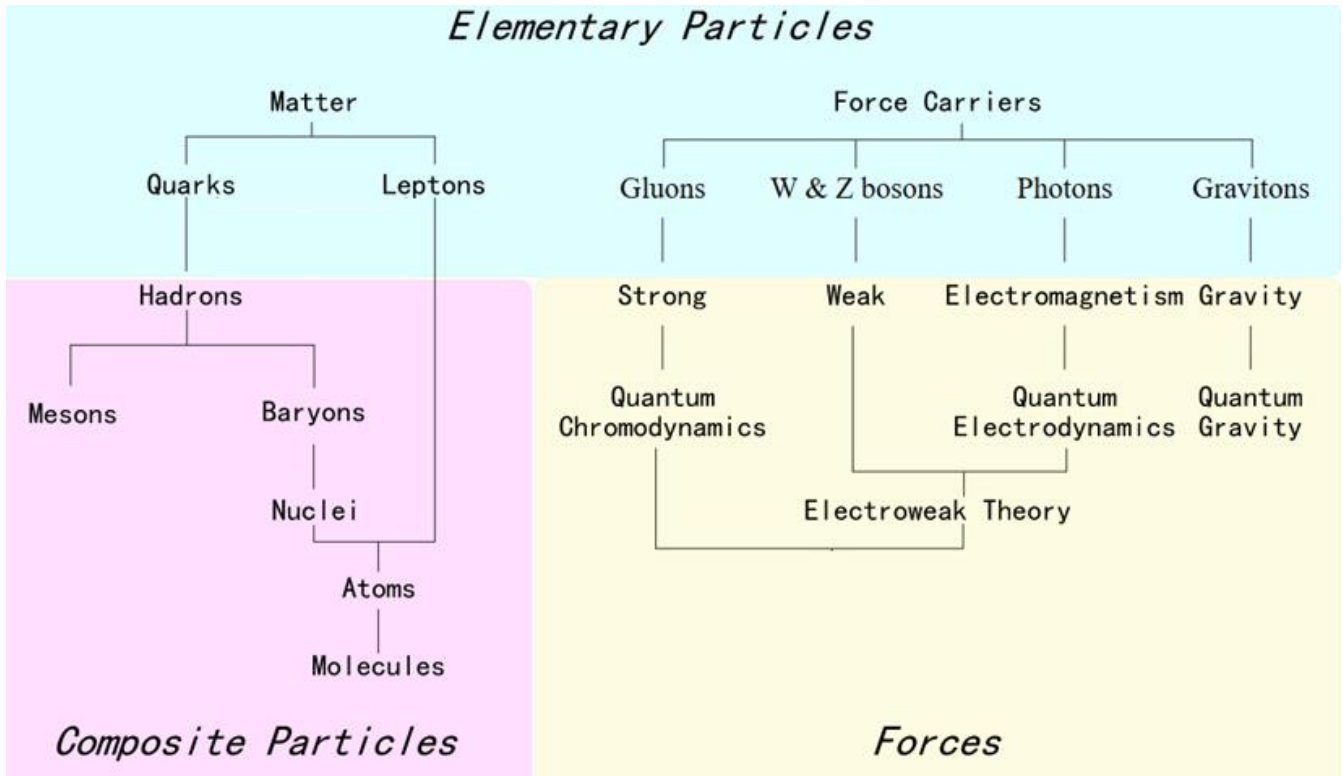 Elementary Particles
Matter
Force Carriers
Quarks
Leptons
Gluons
W & Z bosons
Photons
Gravitons
Hadrons
Strong
Weak
Electromagnetism
Gravity
Mesons
Baryons
Quantum
Chromodynamics
Quantum
Electrodynamics
Quantum
Gravity
Nuclei
Electroweak Theory
Atoms
Molecules
Composite Particles
Forces